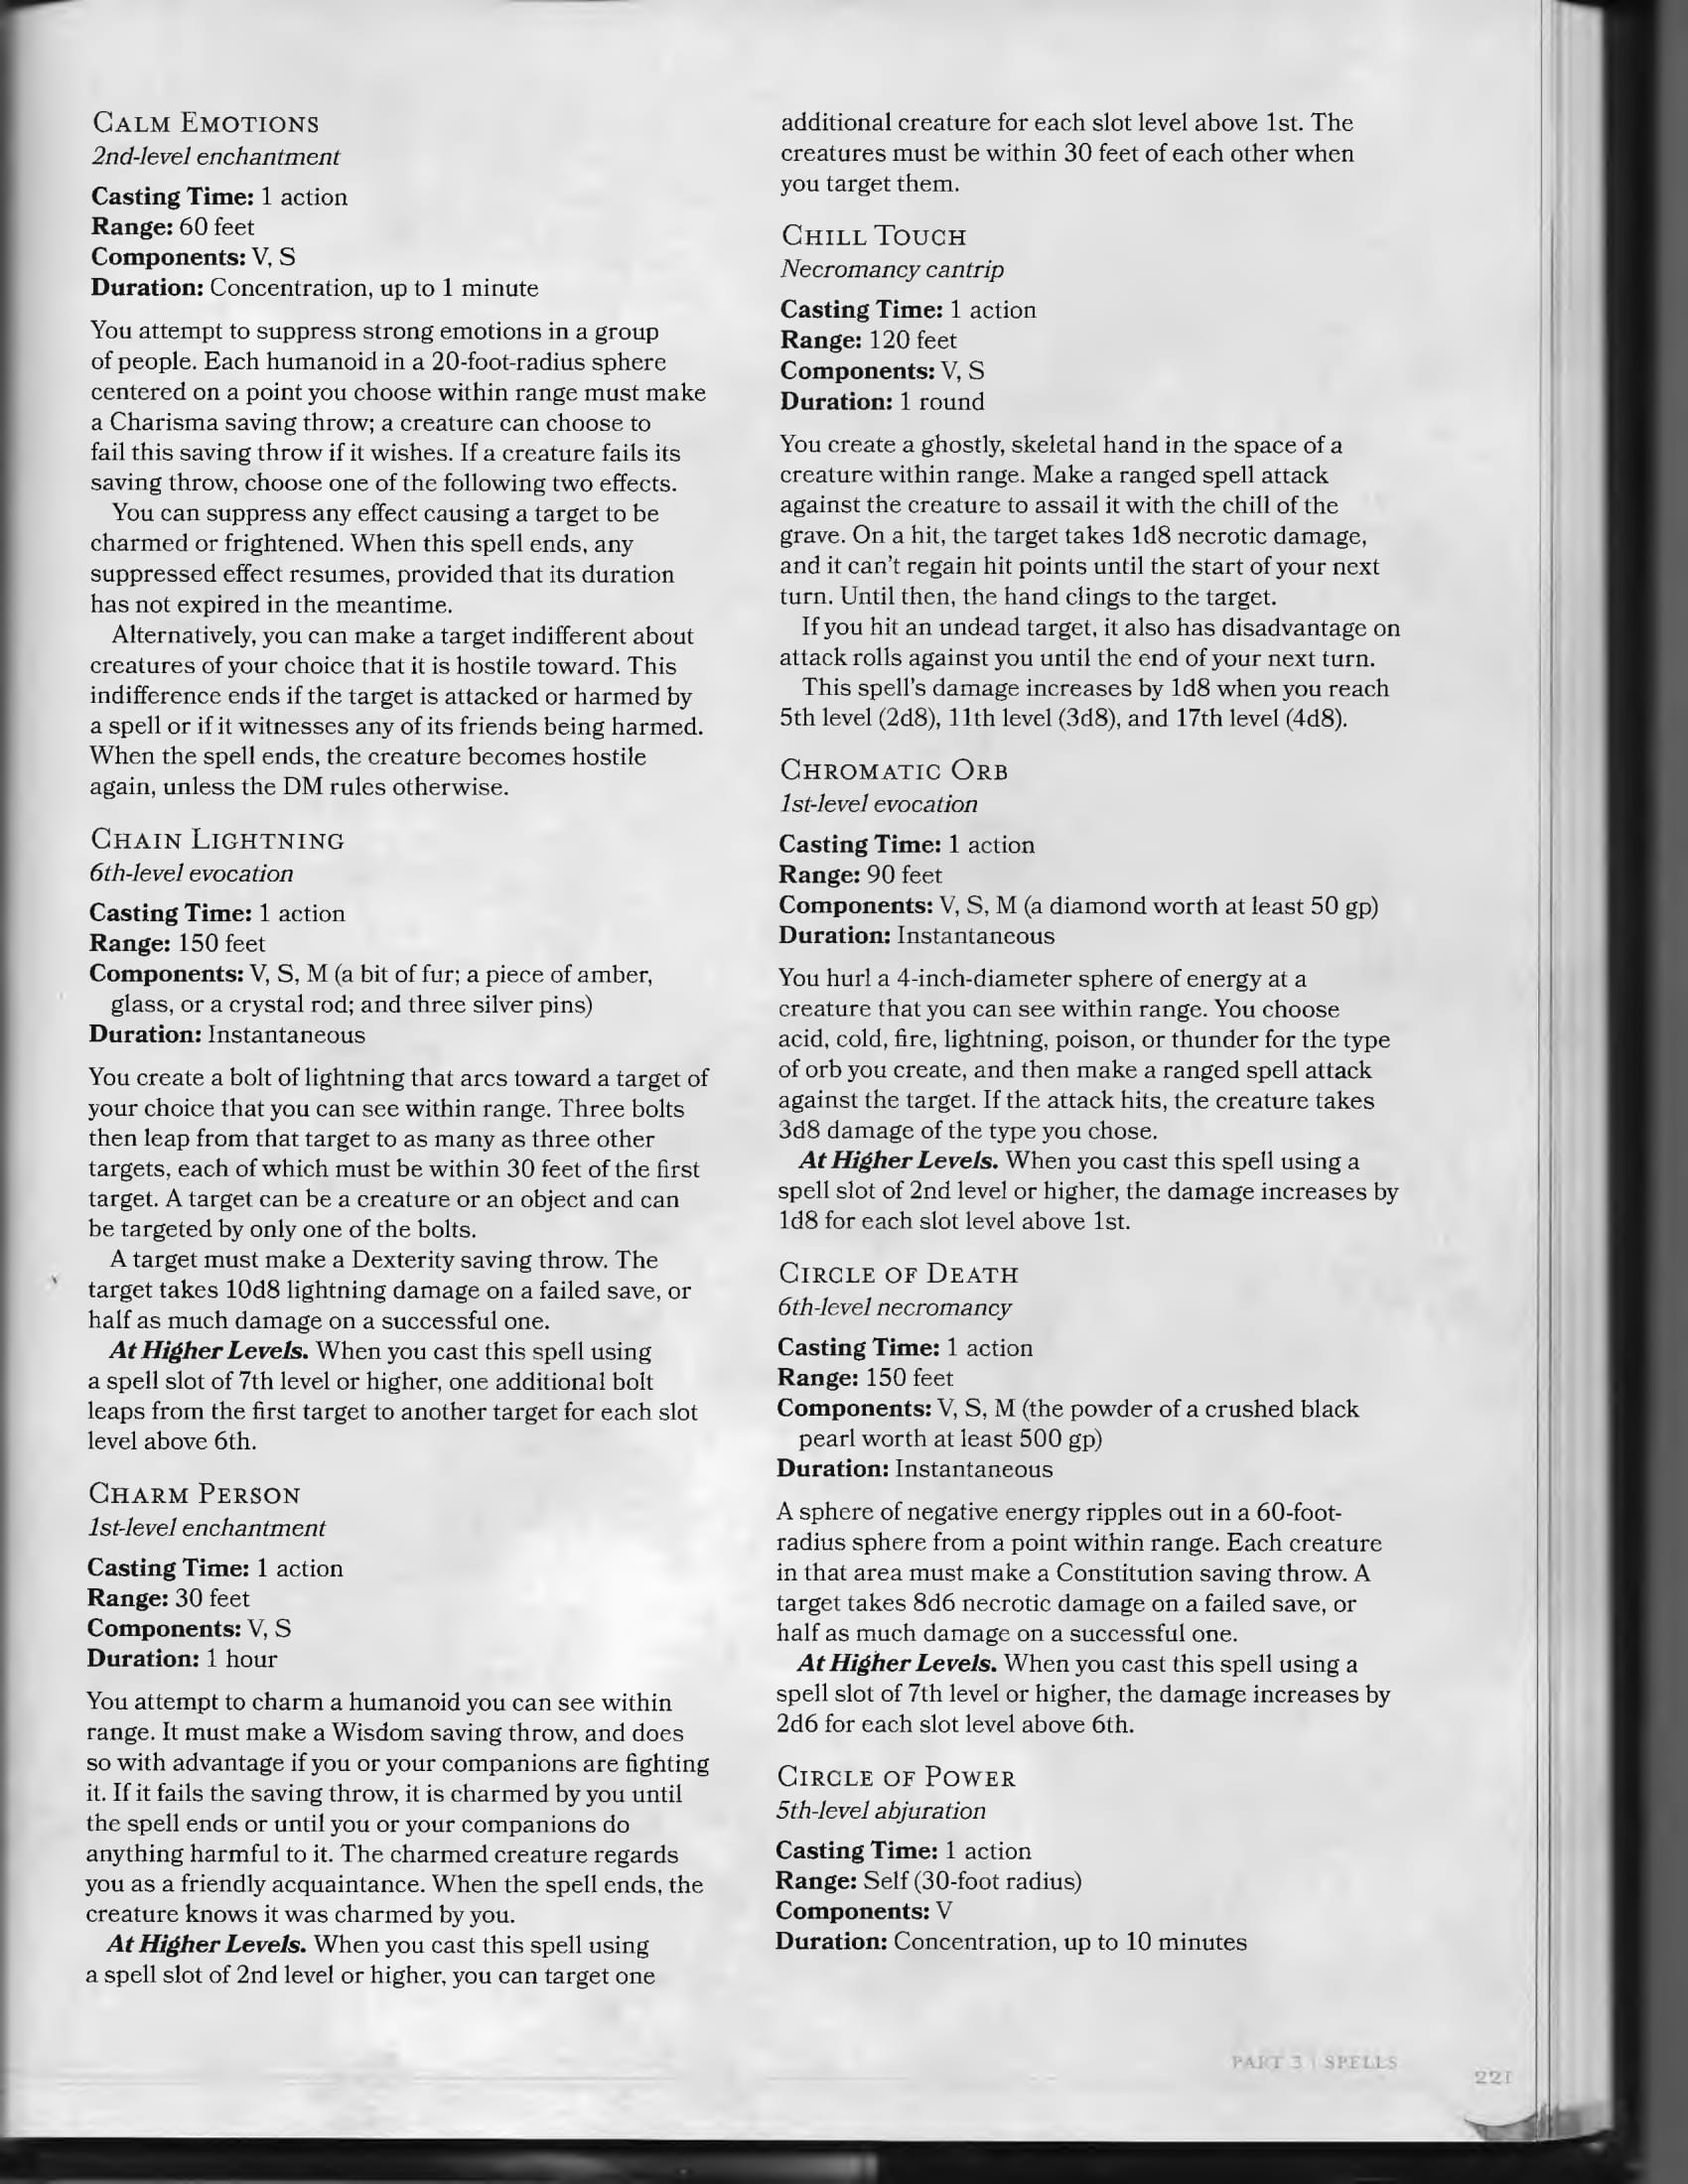 CALM EMOTIONS
2nd-level enchantment
Casting Time: 1 action
Range: 60 feet
Components: V, S
Duration: Concentration, up to 1 minute
You attempt to suppress strong emotions in a group
of people. Each humanoid in a 20-foot-radius sphere
centered on a point you choose within range must make
a Charisma saving throw; a creature can choose to
fail this saving throw if it wishes. If a creature fails its
saving throw, choose one of the following two effects.
You can suppress any effect causing a target to be
charmed or frightened. When this spell ends, any
suppressed effect resumes, provided that its duration
has not expired in the meantime.
Alternatively, you can make a target indifferent about
creatures of your choice that it is hostile toward. This
indifference ends if the target is attacked or harmed by
a spell or if it witnesses any of its friends being harmed.
When the spell ends, the creature becomes hostile
again, unless the DM rules otherwise.
CHAIN LIGHTNING
6th-level evocation
Casting Time: 1 action
Range: 150 feet
Components: V, S, M (a bit of fur; a piece of amber,
glass, or a crystal rod; and three silver pins)
Duration: Instantaneous
You create a bolt of lightning that arcs toward a target of
your choice that you can see within range. Three bolts
then leap from that target to as many as three other
targets, each of which must be within 30 feet of the first
target. A target can be a creature or an object and can
be targeted by only one of the bolts.
A target must make a Dexterity saving throw. The
target takes 10d8 lightning damage on a failed save, or
half as much damage on a successful one.
At Higher Levels. When you cast this spell using
a spell slot of 7th level or higher, one additional bolt
leaps from the first target to another target for each slot
level above 6th.
CHARM PERSON
1st-level enchantment
Casting Time: 1 action
Range: 30 feet
Components: V, S
Duration: 1 hour
You attempt to charm a humanoid you can see within
range. It must make a Wisdom saving throw, and does
so with advantage if you or your companions are fighting
it. If it fails the saving throw, it is charmed by you until
the spell ends or until you or your companions do
anything harmful to it. The charmed creature regards
you as a friendly acquaintance. When the spell ends, the
creature knows it was charmed by you.
At Higher Levels. When you cast this spell using
a spell slot of 2nd level or higher, you can target one
additional creature for each slot level above 1st. The
creatures must be within 30 feet of each other when
you target them.
CHILL TOUCH
Necromancy cantrip
Casting Time: 1 action
Range: 120 feet
Components: V, S
Duration: 1 round
You create a ghostly, skeletal hand in the space of a
creature within range. Make a ranged spell attack
against the creature to assail it with the chill of the
grave. On a hit, the target takes 1d8 necrotic damage,
and it can't regain hit points until the start of your next
turn. Until then, the hand clings to the target.
If you hit an undead target, it also has disadvantage on
attack rolls against you until the end of your next turn.
This spell's damage increases by 1d8 when you reach
5th level (2d8), 11th level (3d8), and 17th level (4d8).
CHROMATIC ORB
1st-level evocation
Casting Time: 1 action
Range: 90 feet
Components: V, S, M (a diamond worth at least 50 gp)
Duration: Instantaneous
You hurl a 4-inch-diameter sphere of energy at a
creature that you can see within range. You choose
acid, cold, fire, lightning, poison, or thunder for the type
of orb you create, and then make a ranged spell attack
against the target. If the attack hits, the creature takes
3d8 damage of the type you chose.
At Higher Levels. When you cast this spell using a
spell slot of 2nd level or higher, the damage increases by
1d8 for each slot level above 1st.
CIRCLE OF DEATH
6th-level necromancy
Casting Time: 1 action
Range: 150 feet
Components: V, S, M (the powder of a crushed black
pearl worth at least 500 gp)
Duration: Instantaneous
A sphere of negative energy ripples out in a 60-foot-
radius sphere from a point within range. Each creature
in that area must make a Constitution saving throw. A
target takes 8d6 necrotic damage on a failed save, or
half as much damage on a successful one.
At Higher Levels. When you cast this spell using a
spell slot of 7th level or higher, the damage increases by
2d6 for each slot level above 6th.
CIRCLE OF POWER
5th-level abjuration
Casting Time: 1 action
Range: Self (30-foot radius)
Components: V
Duration: Concentration, up to 10 minutes
PART 3 | SPELLS
221